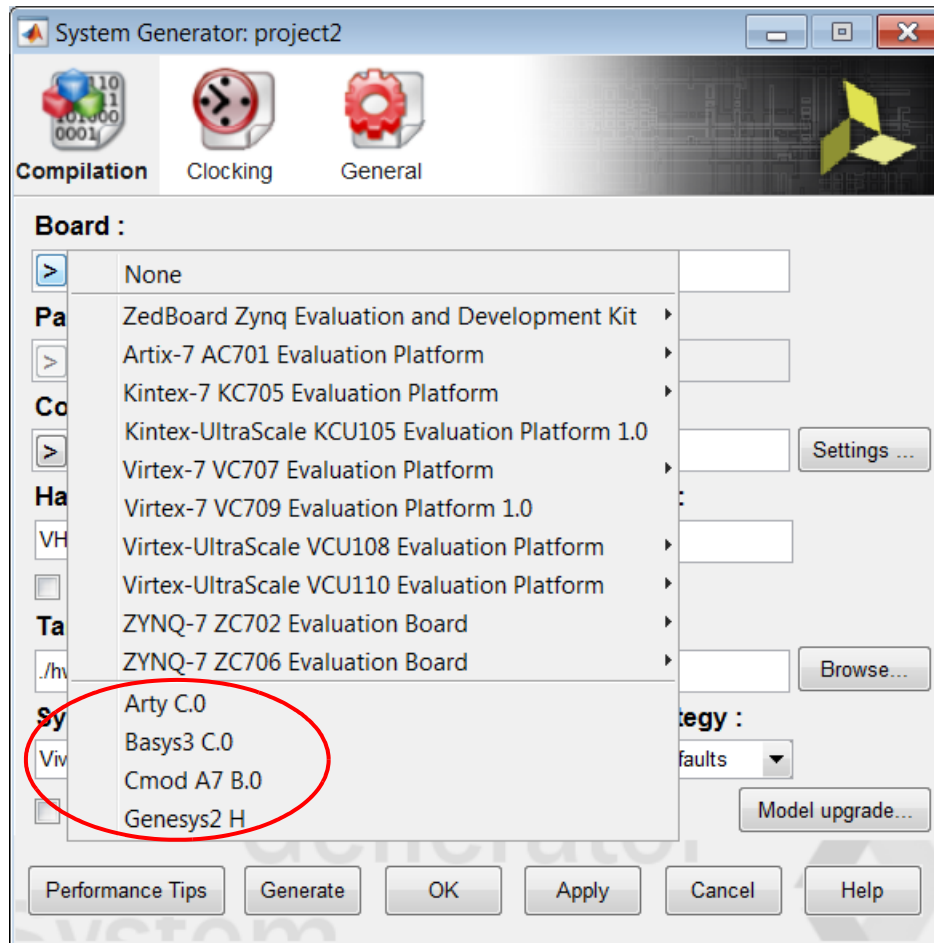 System Generator: project2
Compilation Clocking General
Board :
> None
Pa ZedBoard Zynq Evaluation and Development Kit
> Artix-7 AC701 Evaluation Platform
Co Kintex-7 KC705 Evaluation Platform
Kintex-UltraScale KCU105 Evaluation Platform 1.0
> Virtex-7 VC707 Evaluation Platform Settings ...
Ha Virtex-7 VC709 Evaluation Platform 1.0 :
VH Virtex-UltraScale VCU108 Evaluation Platform
Virtex-UltraScale VCU110 Evaluation Platform
Ta ZYNQ-7 ZC702 Evaluation Board
./hw ZYNQ-7 ZC706 Evaluation Board Browse...
Arty C.0
Sy Basys3 C.0 tegy :
Viv Cmod A7 B.0 faults
Genesys2 H Model upgrade...
Generator
Performance Tips Generate OK Apply Cancel Help
System